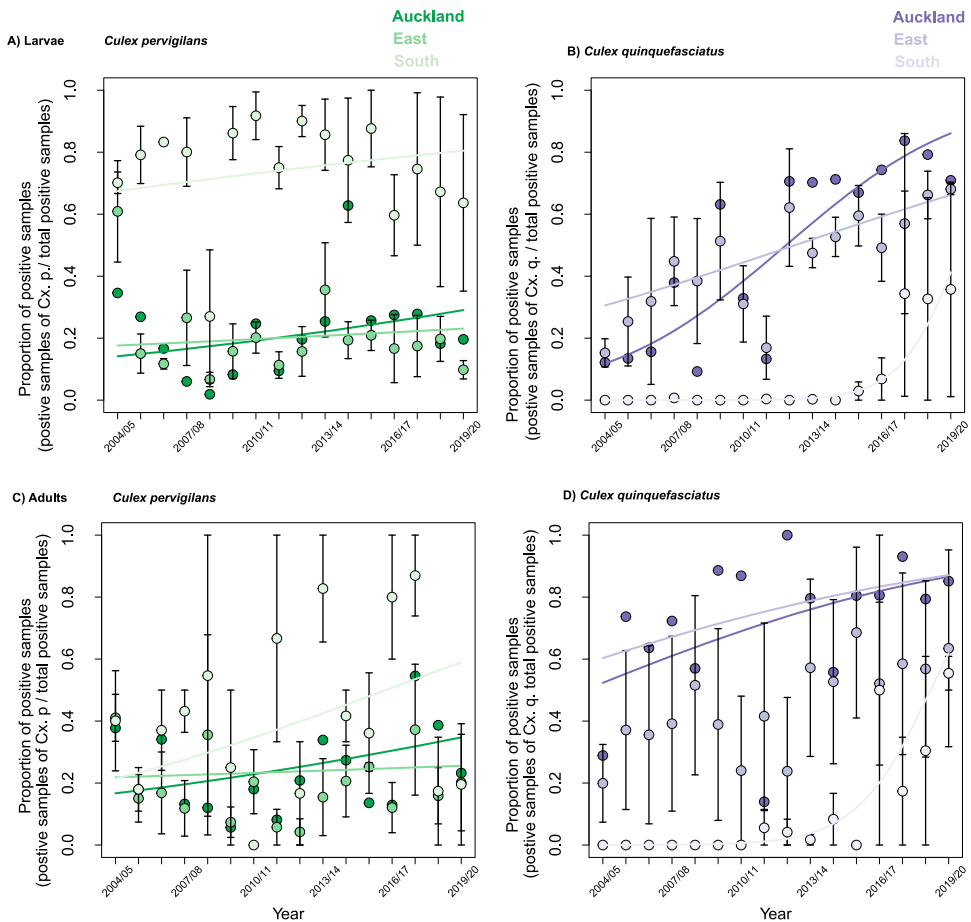 Auckland
East
South
A) Larvae
Culex pervigilans
Proportion of positive samples
(postive samples of Cx. p./ total positive samples)
0.0 0.2 0.4 0.6 0.8 1.0
2004/05 2007/08 2010/11 2013/14 2016/17 2019/20
Auckland
East
South
B) Culex quinquefasciatus
Proportion of positive samples
(postive samples of Cx. q. / total positive samples)
0.0 0.2 0.4 0.6 0.8 1.0
2004/05 2007/08 2010/11 2013/14 2016/17 2019/20
C) Adults
Culex pervigilans
Proportion of positive samples
(postive samples of Cx. p / total positive samples)
0.0 0.2 0.4 0.6 0.8 1.0
2004/05 2007/08 2010/11 2013/14 2016/17 2019/20
Year
D) Culex quinquefasciatus
Proportion of positive samples
(postive samples of Cx. q. total positive samples)
0.0 0.2 0.4 0.6 0.8 1.0
2004/05 2007/08 2010/11 2013/14 2016/17 2019/20
Year